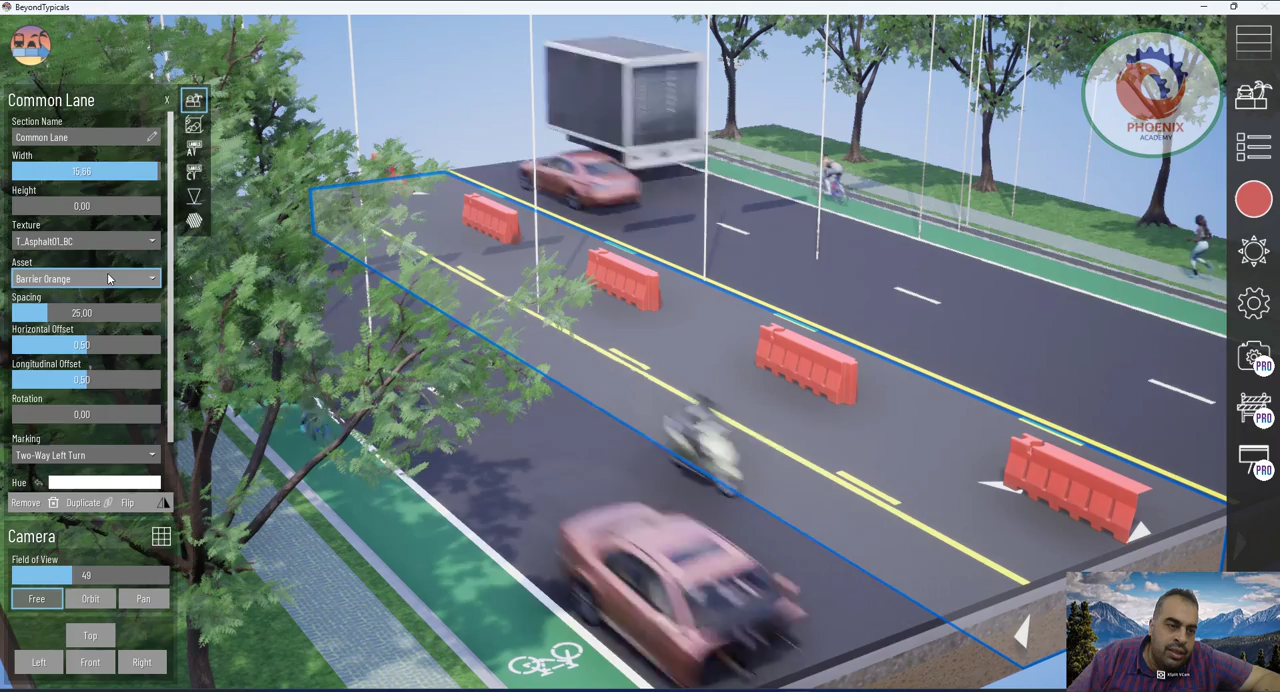 BeyondTypicals
Common Lane
x
Section Name
Common Lane
Width
15,66
Height
0,00
Texture
T_Asphalt01_BC
Asset
Barrier Orange
Spacing
25,00
Horizontal Offset
0,50
Longitudinal Offset
0,50
Rotation
0,00
Marking
Two-Way Left Turn
Hue
Remove
Duplicate
Flip
Camera
Field of View
49
Free
Orbit
Pan
Top
Left
Front
Right
PHOENIX
ACADEMY
PRO
PRO
PRO
XSplit VCam